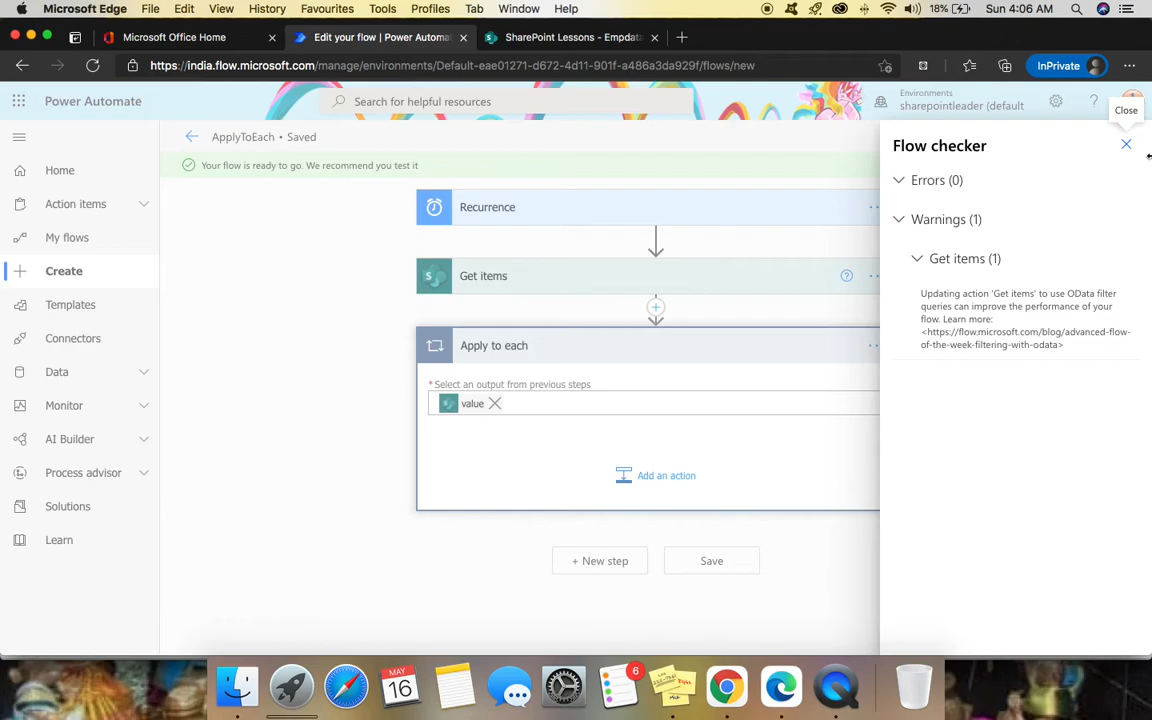 Microsoft Edge File Edit View History Favourites Tools Profiles Tab Window Help 18% Sun 4:06 AM
Microsoft Office Home Edit your flow | Power Automat SharePoint Lessons - Empdata
https://india.flow.microsoft.com/manage/environments/Default-eae01271-d672-4d11-901f-a486a3da929f/flows/new InPrivate
Power Automate Search for helpful resources Environments
sharepointleader (default
Close
ApplyToEach • Saved
Your flow is ready to go. We recommend you test it
Home
Action items
My flows
Create
Templates
Connectors
Data
Monitor
AI Builder
Process advisor
Solutions
Learn
Recurrence
Get items
Apply to each
* Select an output from previous steps
value
Add an action
+ New step Save
Flow checker
Errors (0)
Warnings (1)
Get items (1)
Updating action 'Get items' to use OData filter
queries can improve the performance of your
flow. Learn more:
<https://flow.microsoft.com/blog/advanced-flow-
of-the-week-filtering-with-odata>
MAY
16
6